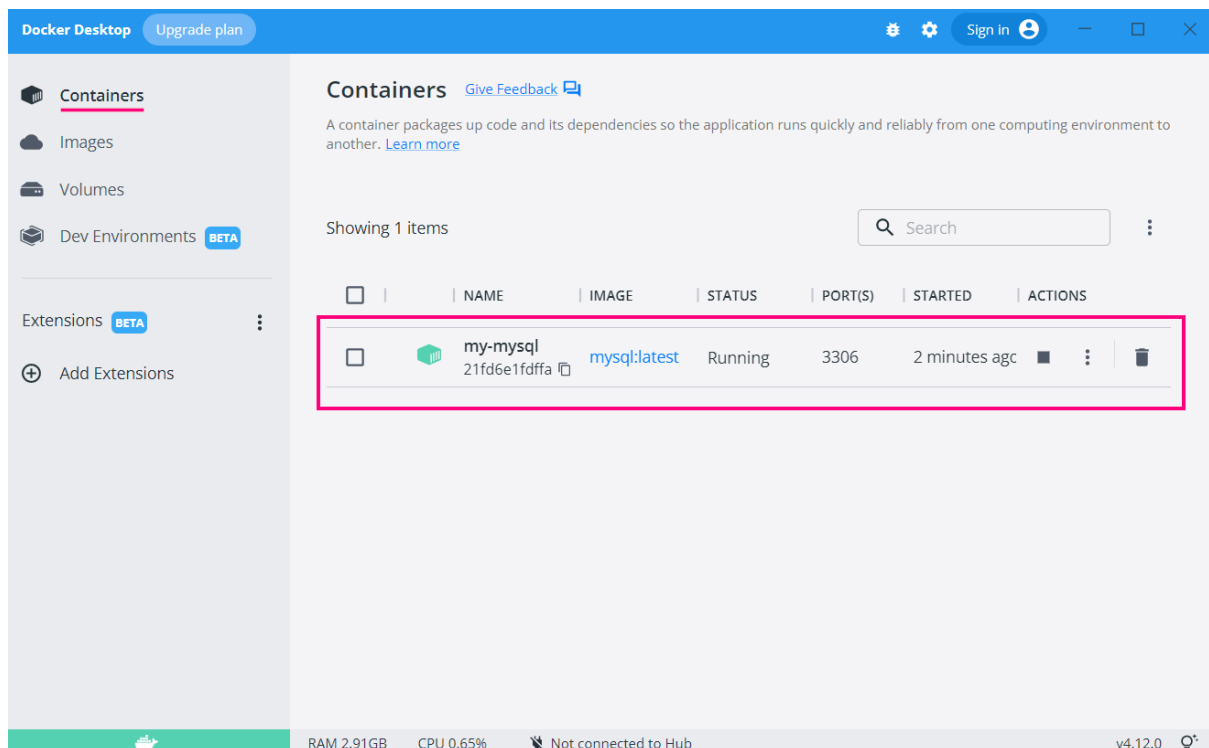 Docker Desktop Upgrade plan Sign in
Containers
Images
Volumes
Dev Environments BETA
Extensions BETA
Add Extensions
Containers Give Feedback
A container packages up code and its dependencies so the application runs quickly and reliably from one computing environment to
another. Learn more
Showing 1 items Search
NAME IMAGE STATUS PORT(S) STARTED ACTIONS
my-mysql
21fd6e1fdffa mysql:latest Running 3306 2 minutes agc
RAM 2.91GB CPU 0.65% Not connected to Hub v4.12.0